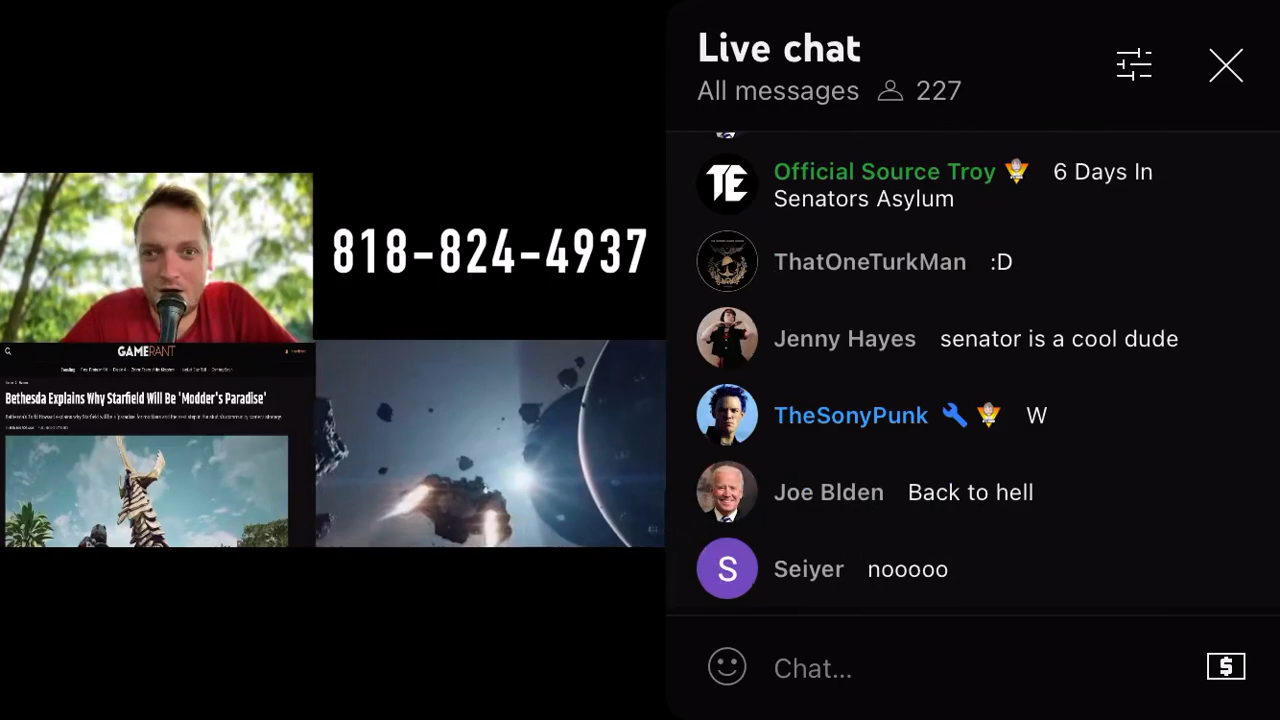 Live chat
All messages 227
Official Source Troy 6 Days In
Senators Asylum
ThatOneTurkMan :D
Jenny Hayes senator is a cool dude
TheSonyPunk W
Joe Blden Back to hell
S Seiyer nooooo
Chat...
818-824-4937
GAMERANT
Trending
Bethesda Explains Why Starfield Will Be 'Modder's Paradise'
TE
$